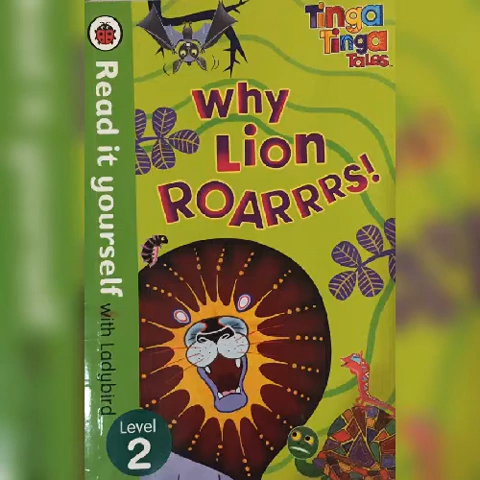 Tinga
Tinga
Tales
Why
Lion
ROARRRS!
Read it yourself with Ladybird
Level
2